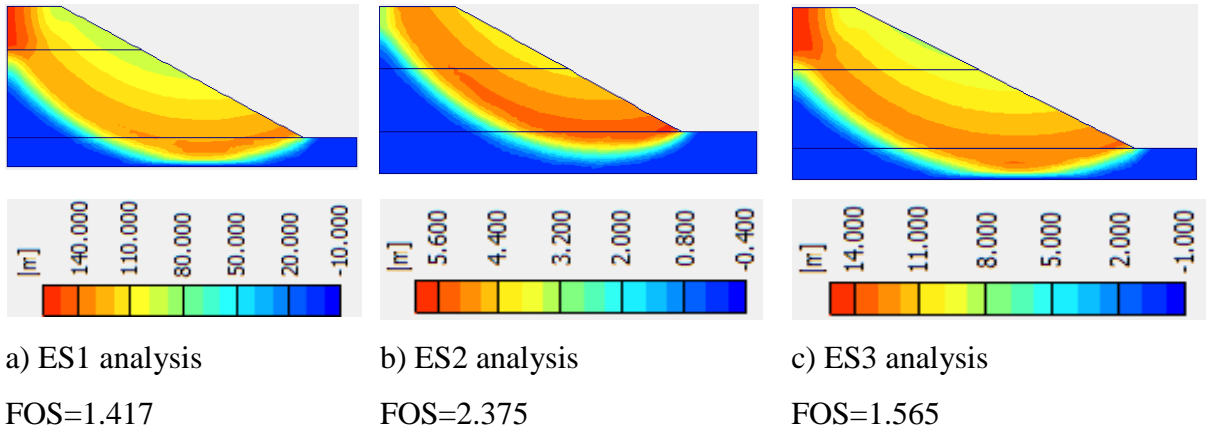 [m]
140.000
110.000
80.000
50.000
20.000
-10.000
[m]
5.600
4.400
3.200
2.000
0.800
-0.400
[m]
14.000
11.000
8.000
5.000
2.000
-1.000
a) ES1 analysis
b) ES2 analysis
c) ES3 analysis
FOS=1.417
FOS=2.375
FOS=1.565